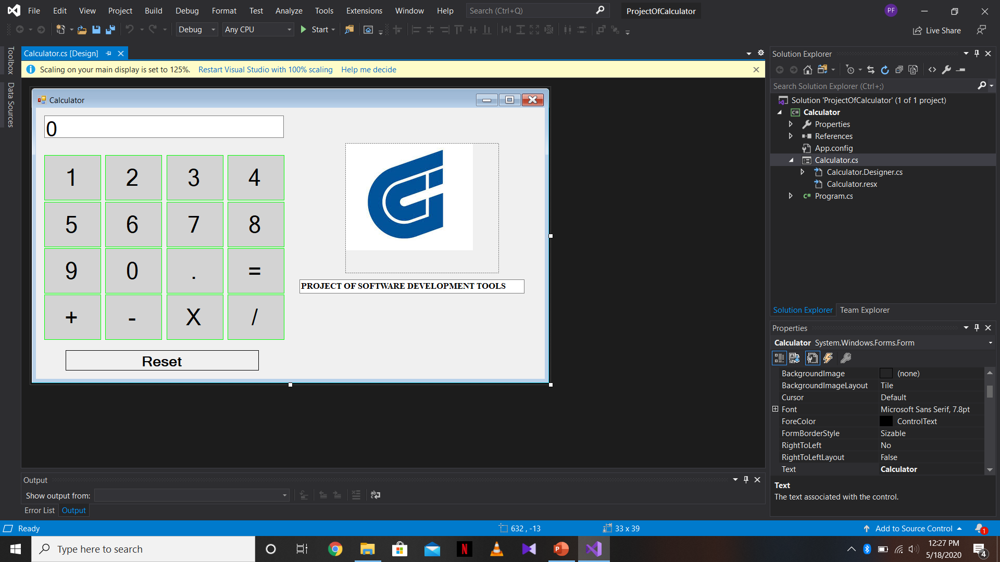 File Edit View Project Build Debug Format Test Analyze Tools Extensions Window Help Search (Ctrl+Q) ProjectOfCalculator PF
Debug Any CPU Start Live Share
Toolbox
Data Sources
Calculator.cs [Design]
Scaling on your main display is set to 125%. Restart Visual Studio with 100% scaling Help me decide
Calculator
0
1 2 3 4
5 6 7 8
9 0 . =
+ - X /
Reset
PROJECT OF SOFTWARE DEVELOPMENT TOOLS
Solution Explorer
Search Solution Explorer (Ctrl+;)
Solution 'ProjectOfCalculator' (1 of 1 project)
C# Calculator
Properties
References
App.config
Calculator.cs
Calculator.Designer.cs
Calculator.resx
C# Program.cs
Solution Explorer Team Explorer
Properties
Calculator System.Windows.Forms.Form
BackgroundImage (none)
BackgroundImageLayout Tile
Cursor Default
Font Microsoft Sans Serif, 7.8pt
ForeColor ControlText
FormBorderStyle Sizable
RightToLeft No
RightToLeftLayout False
Text Calculator
Text
The text associated with the control.
Output
Show output from:
Error List Output
Ready 632 , -13 33 x 39 Add to Source Control 1
Type here to search
12:27 PM
5/18/2020
4